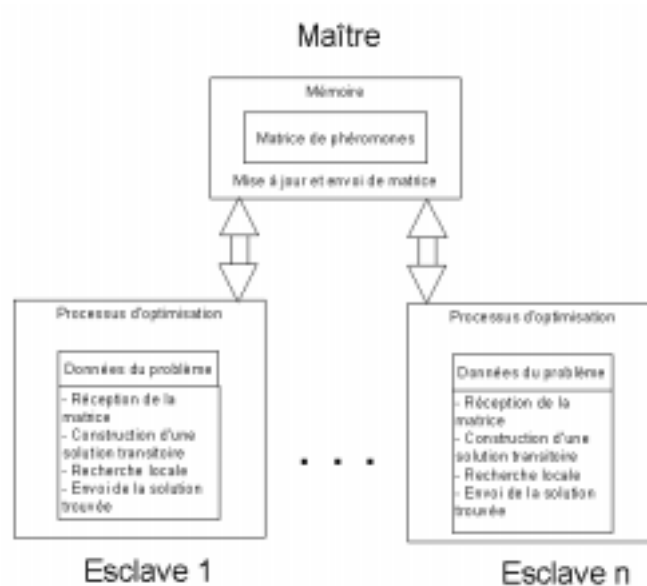 Maître
Mémoire
Matrice de phéromones
Mise à jour et envoi de matrice
Processus d'optimisation
Données du problème
- Réception de la
matrice
- Construction d'une
solution transitoire
- Recherche locale
- Envoi de la solution
trouvée
Esclave 1
. . .
Processus d'optimisation
Données du problème
- Réception de la
matrice
- Construction d'une
solution transitoire
- Recherche locale
- Envoi de la solution
trouvée
Esclave n